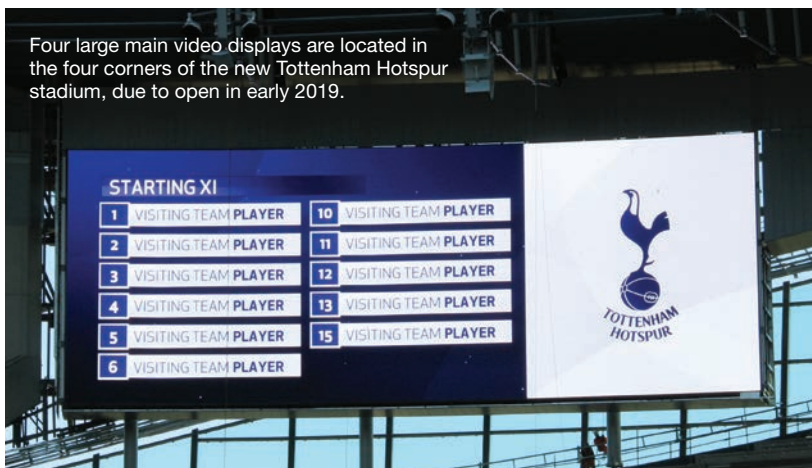 Four large main video displays are located in
the four corners of the new Tottenham Hotspur
stadium, due to open in early 2019.
STARTING XI
1 VISITING TEAM PLAYER
2 VISITING TEAM PLAYER
3 VISITING TEAM PLAYER
4 VISITING TEAM PLAYER
5 VISITING TEAM PLAYER
6 VISITING TEAM PLAYER
10 VISITING TEAM PLAYER
11 VISITING TEAM PLAYER
12 VISITING TEAM PLAYER
13 VISITING TEAM PLAYER
15 VISITING TEAM PLAYER
TOTTENHAM
HOTSPUR